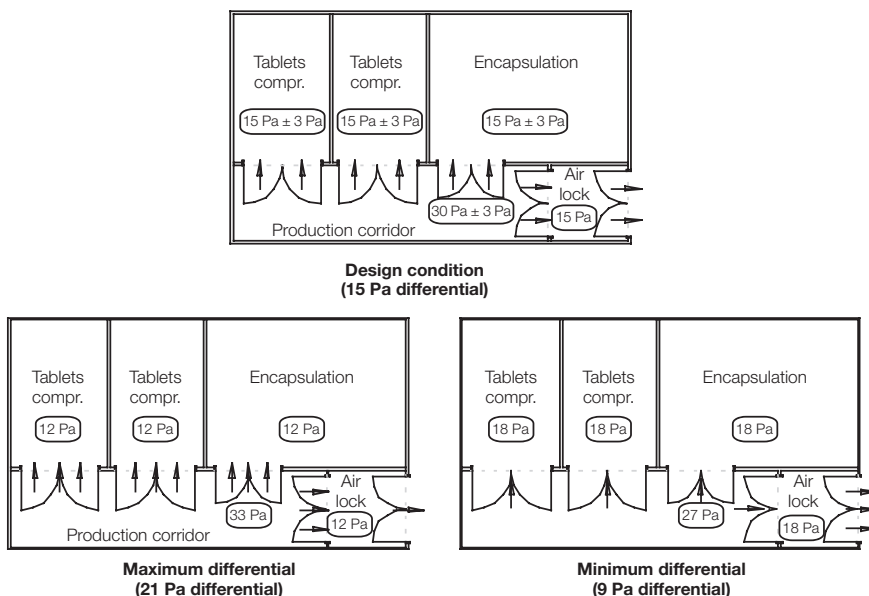 Tablets
compr.
Tablets
compr.
Encapsulation
15 Pa ± 3 Pa
15 Pa ± 3 Pa
15 Pa ± 3 Pa
Air
lock
30 Pa ± 3 Pa
15 Pa
Production corridor
Design condition
(15 Pa differential)
Tablets
compr.
Tablets
compr.
Encapsulation
12 Pa
12 Pa
12 Pa
Air
lock
33 Pa
12 Pa
Production corridor
Maximum differential
(21 Pa differential)
Tablets
compr.
Tablets
compr.
Encapsulation
18 Pa
18 Pa
18 Pa
Air
lock
27 Pa
18 Pa
Minimum differential
(9 Pa differential)